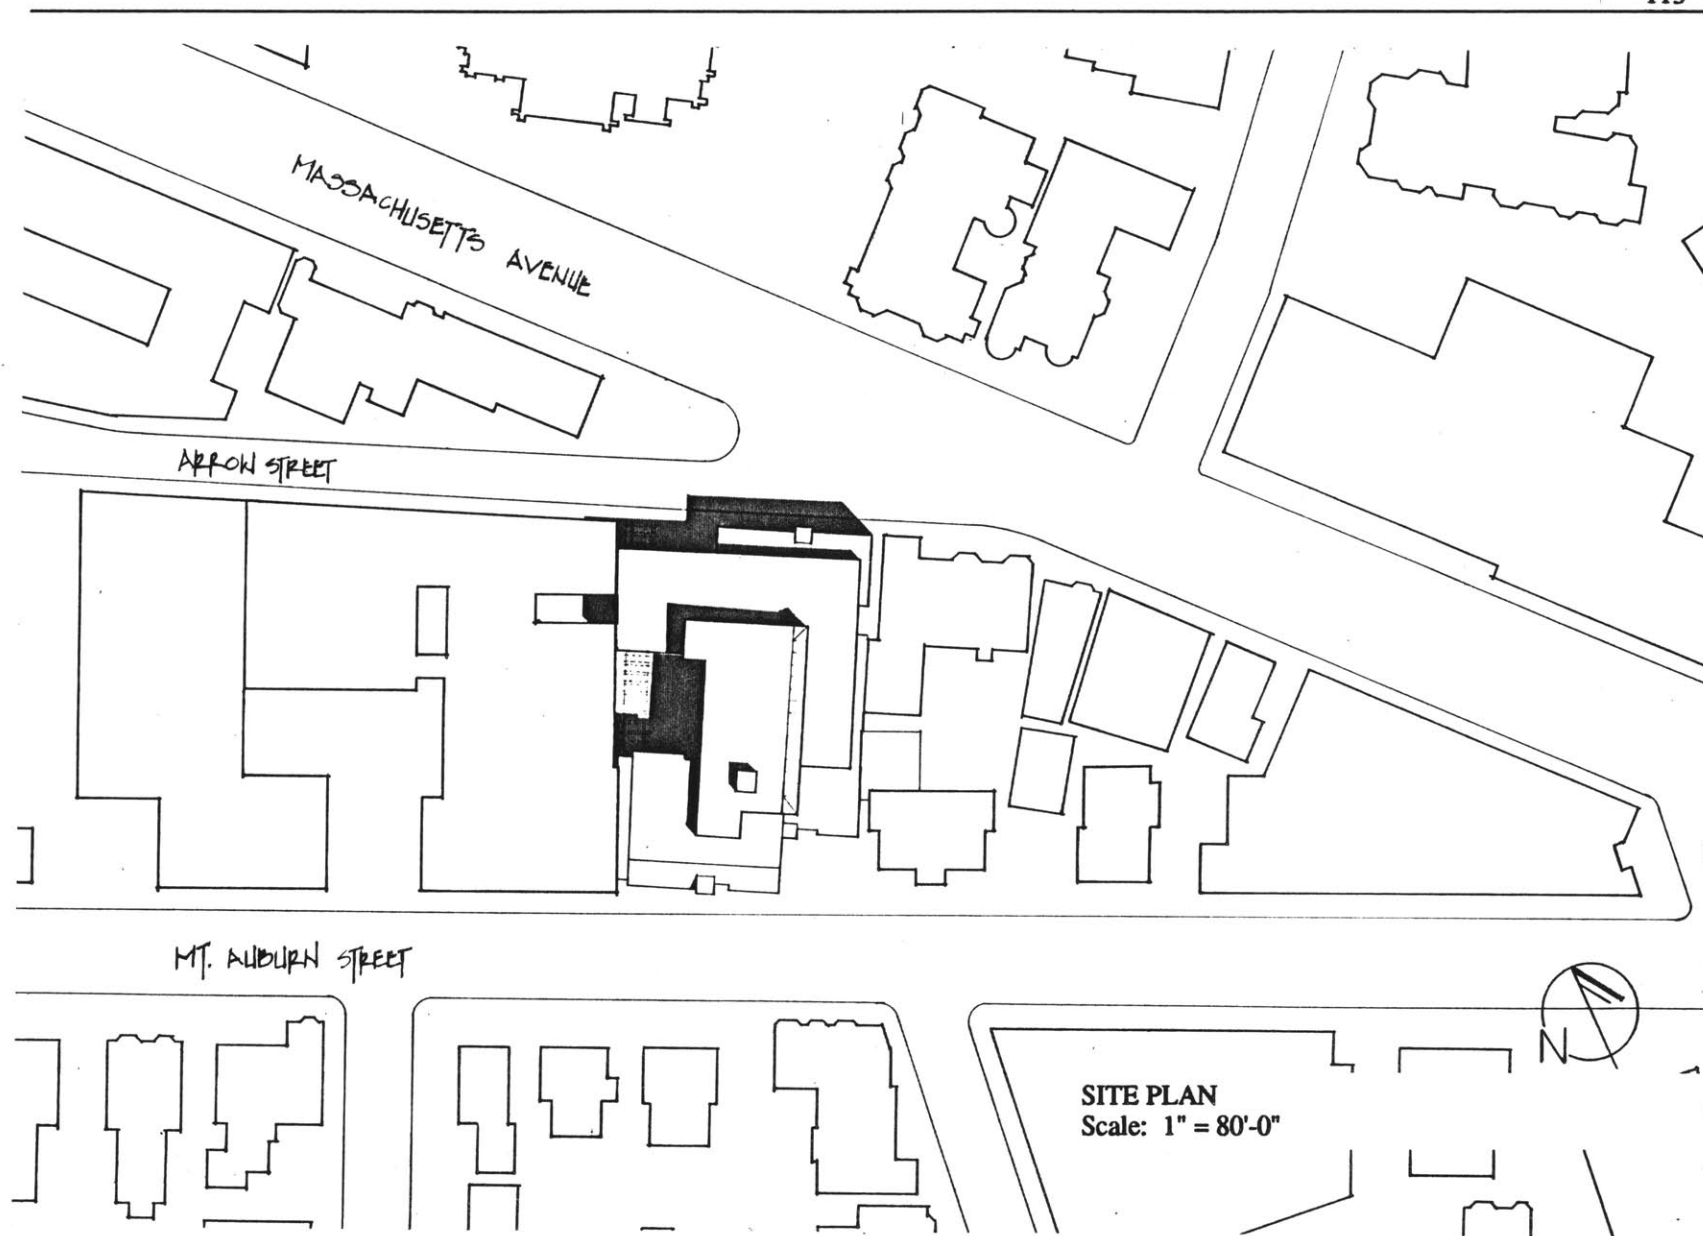 MASSACHUSETTS AVENUE
ARROW STREET
MT. AUBURN STREET
N
SITE PLAN
Scale: 1" = 80'-0"